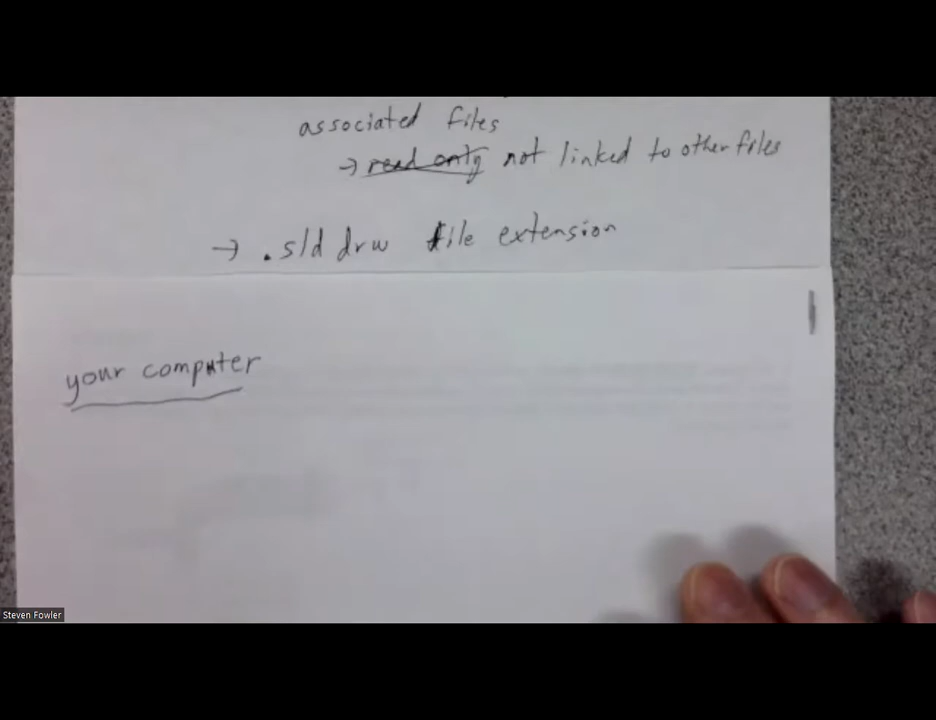 associated files
→ read only not linked to other files
→ .slddrw file extension
your computer
Steven Fowler